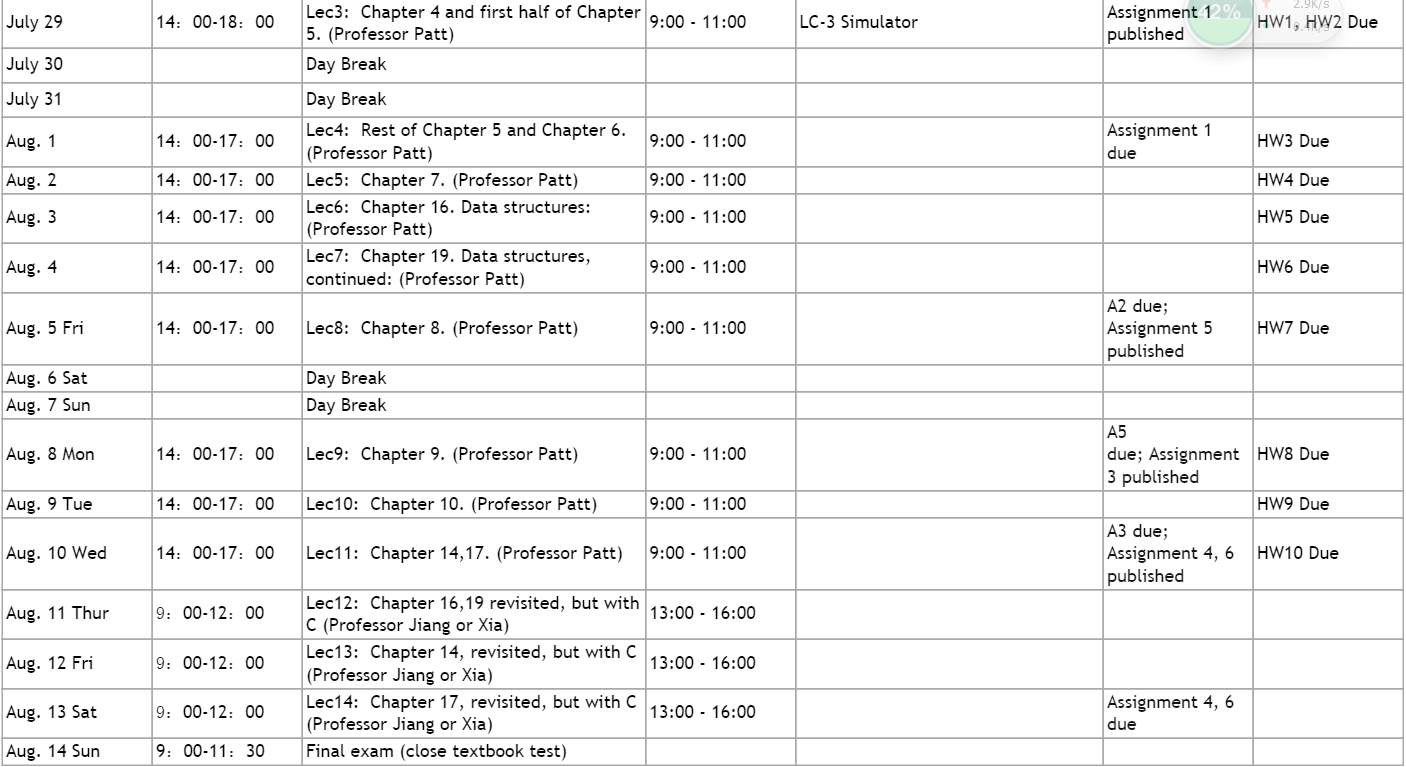 July 29 14：00-18：00 Lec3: Chapter 4 and first half of Chapter 9:00 - 11:00 LC-3 Simulator Assignment 1 HW1, HW2 Due
5. (Professor Patt) published
42% 2.9K/s
July 30 Day Break
July 31 Day Break
Aug. 1 14：00-17：00 Lec4: Rest of Chapter 5 and Chapter 6. 9:00 - 11:00 Assignment 1 HW3 Due
(Professor Patt) due
Aug. 2 14：00-17：00 Lec5: Chapter 7. (Professor Patt) 9:00 - 11:00 HW4 Due
Aug. 3 14：00-17：00 Lec6: Chapter 16. Data structures: 9:00 - 11:00 HW5 Due
(Professor Patt)
Aug. 4 14：00-17：00 Lec7: Chapter 19. Data structures, 9:00 - 11:00 HW6 Due
continued: (Professor Patt)
A2 due;
Aug. 5 Fri 14：00-17：00 Lec8: Chapter 8. (Professor Patt) 9:00 - 11:00 Assignment 5 HW7 Due
published
Aug. 6 Sat Day Break
Aug. 7 Sun Day Break
A5
Aug. 8 Mon 14：00-17：00 Lec9: Chapter 9. (Professor Patt) 9:00 - 11:00 due; Assignment HW8 Due
3 published
Aug. 9 Tue 14：00-17：00 Lec10: Chapter 10. (Professor Patt) 9:00 - 11:00 HW9 Due
A3 due;
Aug. 10 Wed 14：00-17：00 Lec11: Chapter 14,17. (Professor Patt) 9:00 - 11:00 Assignment 4, 6 HW10 Due
published
Aug. 11 Thur 9：00-12：00 Lec12: Chapter 16,19 revisited, but with 13:00 - 16:00
C (Professor Jiang or Xia)
Aug. 12 Fri 9：00-12：00 Lec13: Chapter 14, revisited, but with C 13:00 - 16:00
(Professor Jiang or Xia)
Aug. 13 Sat 9：00-12：00 Lec14: Chapter 17, revisited, but with C 13:00 - 16:00 Assignment 4, 6
(Professor Jiang or Xia) due
Aug. 14 Sun 9：00-11：30 Final exam (close textbook test)